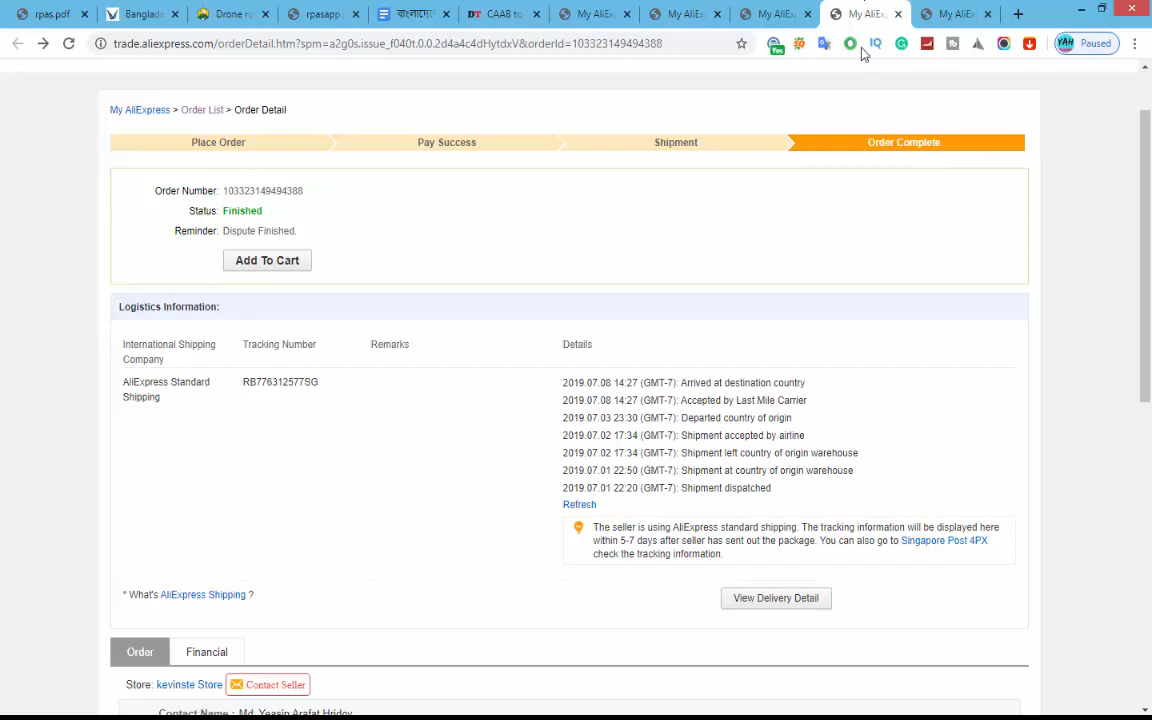 rpas.pdf
Banglade
Drone ru
rpasapp
বাংলাদে
DT CAAB to
My AliEx
My AliEx
My AliEx
My AliEx
My AliEx
trade.aliexpress.com/orderDetail.htm?spm=a2g0s.issue_f040t.0.0.2d4a4c4dHytdxV&orderId=103323149494388
Yes
IQ
YAH Paused
My AliExpress > Order List > Order Detail
Place Order
Pay Success
Shipment
Order Complete
Order Number: 103323149494388
Status: Finished
Reminder: Dispute Finished.
Add To Cart
Logistics Information:
International Shipping Company
Tracking Number
Remarks
Details
AliExpress Standard Shipping
RB776312577SG
2019.07.08 14:27 (GMT-7): Arrived at destination country
2019.07.08 14:27 (GMT-7): Accepted by Last Mile Carrier
2019.07.03 23:30 (GMT-7): Departed country of origin
2019.07.02 17:34 (GMT-7): Shipment accepted by airline
2019.07.02 17:34 (GMT-7): Shipment left country of origin warehouse
2019.07.01 22:50 (GMT-7): Shipment at country of origin warehouse
2019.07.01 22:20 (GMT-7): Shipment dispatched
Refresh
The seller is using AliExpress standard shipping. The tracking information will be displayed here
within 5-7 days after seller has sent out the package. You can also go to Singapore Post 4PX
check the tracking information.
* What's AliExpress Shipping ?
View Delivery Detail
Order
Financial
Store: kevinste Store Contact Seller
Contact Name : Md. Yeasin Arafat Hridoy